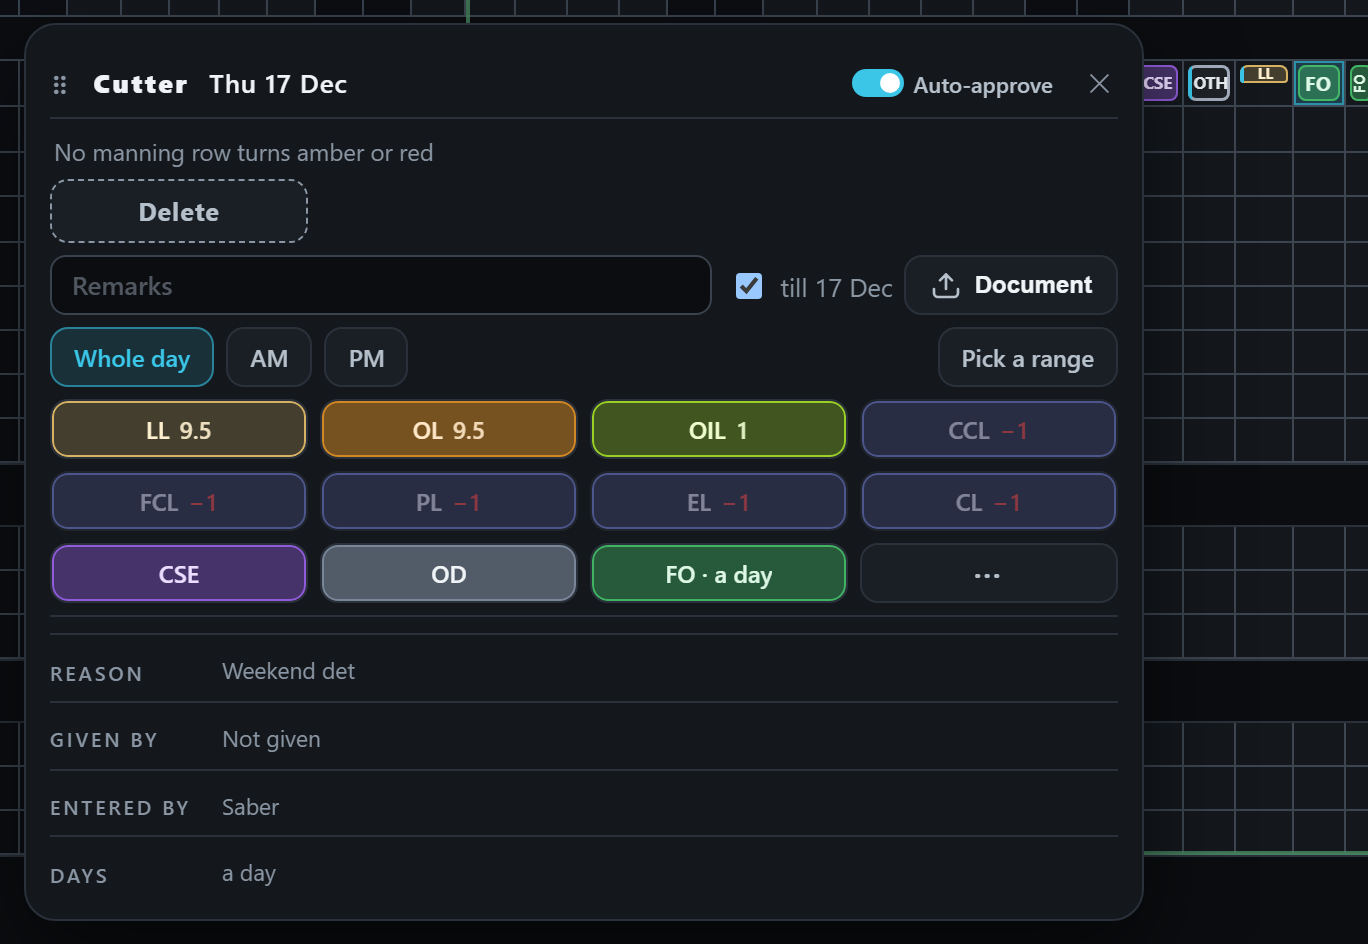 Cutter Thu 17 Dec Auto-approve
CSE OTH LL FO FO
No manning row turns amber or red
Delete
Remarks till 17 Dec Document
Whole day AM PM Pick a range
LL 9.5 OL 9.5 OIL 1 CCL −1
FCL −1 PL −1 EL −1 CL −1
CSE OD FO · a day ...
REASON Weekend det
GIVEN BY Not given
ENTERED BY Saber
DAYS a day